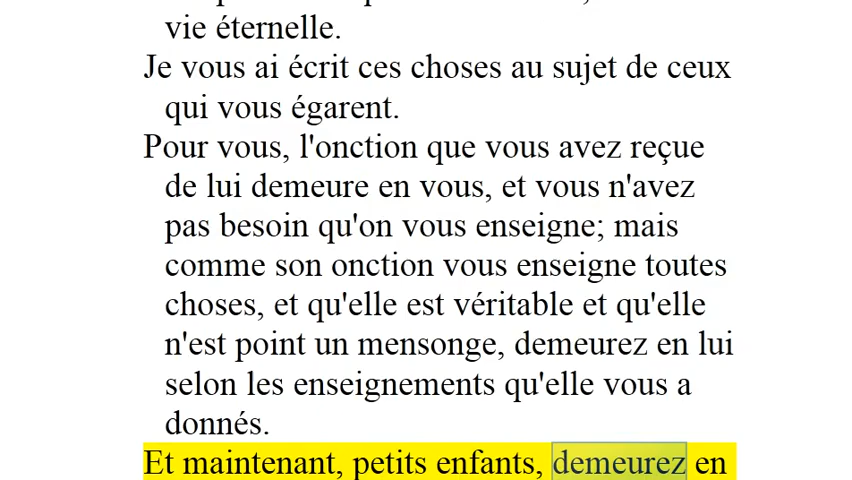 vie éternelle.
Je vous ai écrit ces choses au sujet de ceux
qui vous égarent.
Pour vous, l'onction que vous avez reçue
de lui demeure en vous, et vous n'avez
pas besoin qu'on vous enseigne; mais
comme son onction vous enseigne toutes
choses, et qu'elle est véritable et qu'elle
n'est point un mensonge, demeurez en lui
selon les enseignements qu'elle vous a
donnés.
Et maintenant, petits enfants, demeurez en